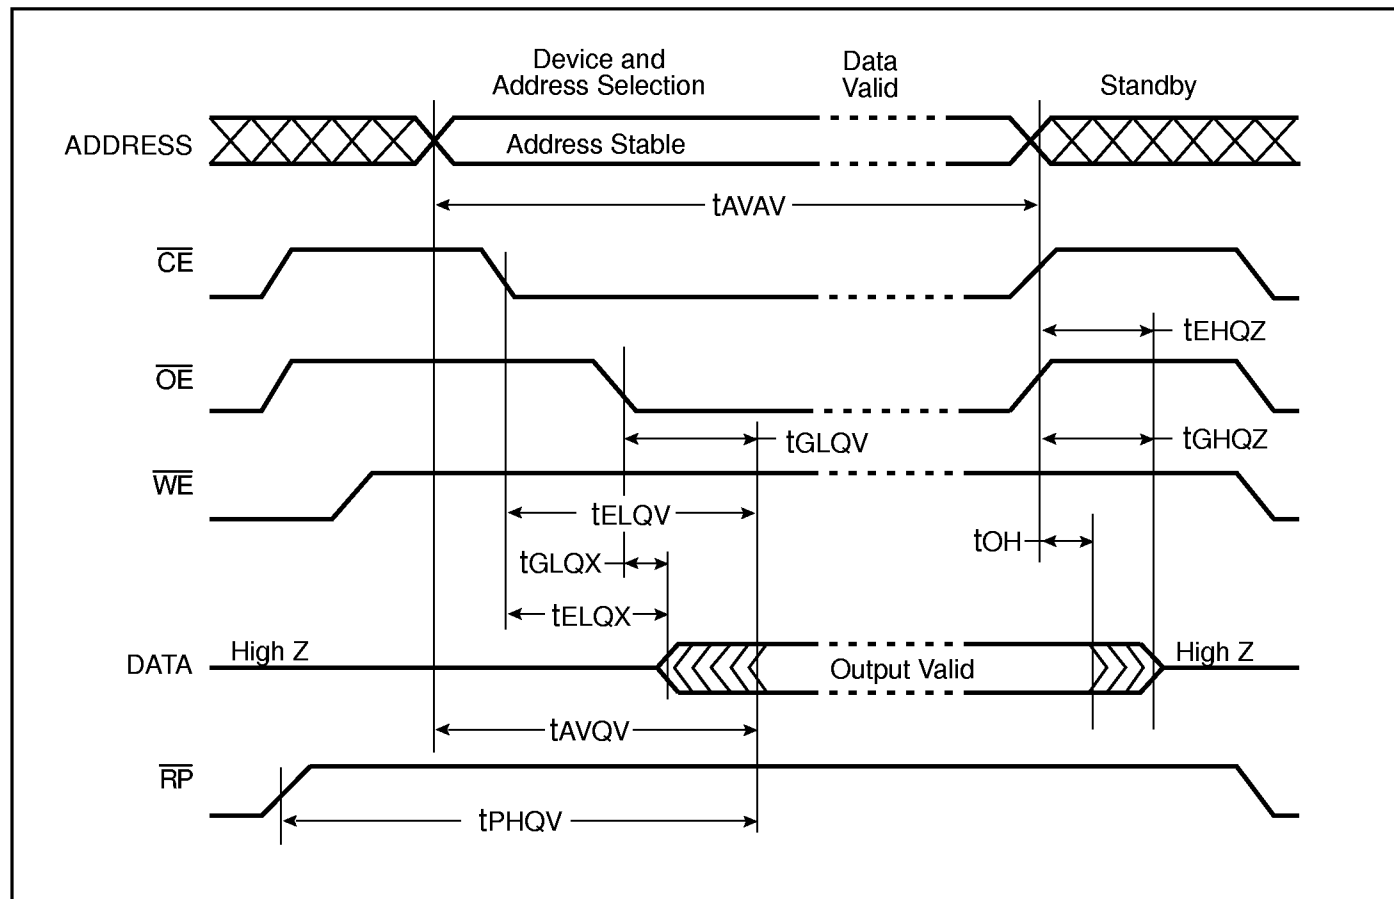 Device and
Address Selection
Data
Valid
Standby
ADDRESS
Address Stable
tAVAV
CE
tEHQZ
OE
tGLQV
tGHQZ
WE
tELQV
tOH
tGLQX
tELQX
DATA
High Z
Output Valid
High Z
tAVQV
RP
tPHQV